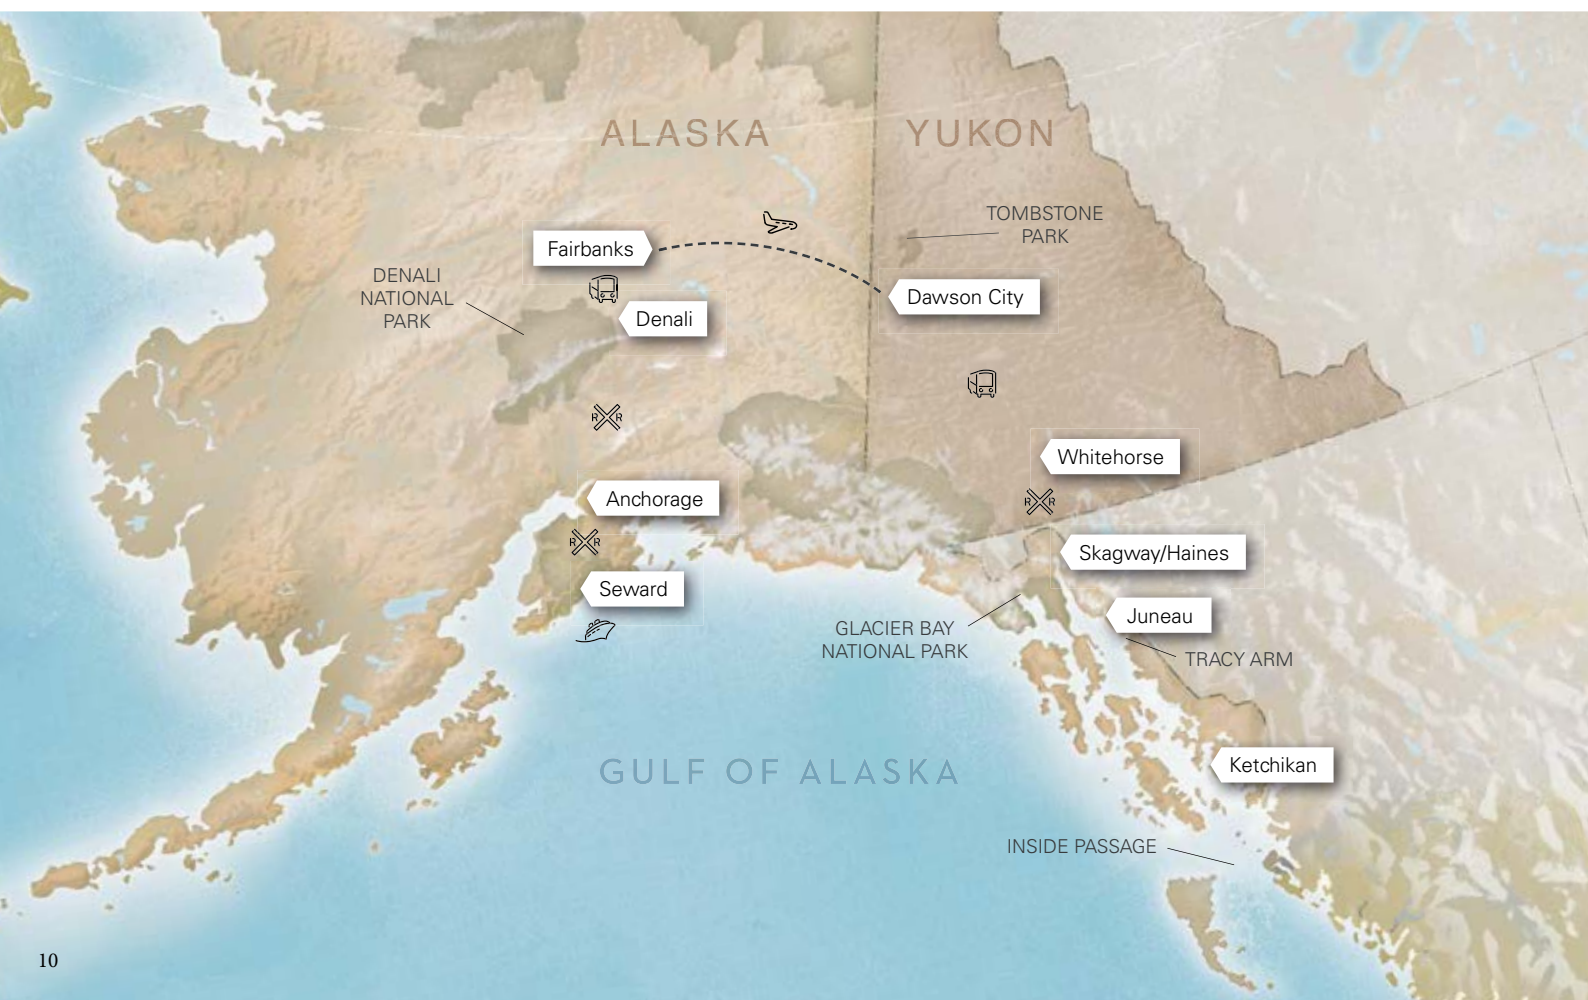 ALASKA
YUKON
TOMBSTONE
PARK
Fairbanks
DENALI
NATIONAL
PARK
Dawson City
Denali
R R
Whitehorse
Anchorage
R R
R R
Skagway/Haines
Seward
Juneau
GLACIER BAY
NATIONAL PARK
TRACY ARM
GULF OF ALASKA
Ketchikan
INSIDE PASSAGE
10